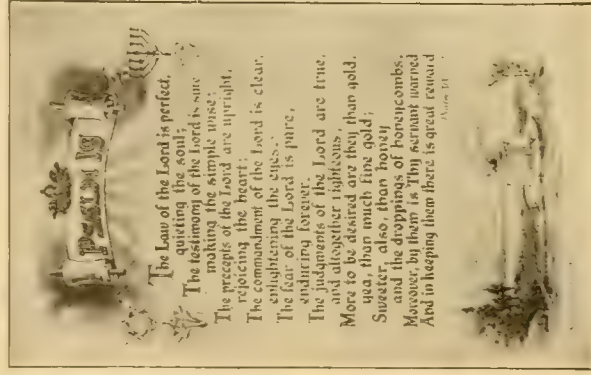 PSALM 19
The Law of the Lord is perfect,
quieting the soul;
The testimony of the Lord is sure
making the simple wise;
The precepts of the Lord are upright,
rejoicing the heart;
The commandment of the Lord is clear,
enlightening the eyes.
The fear of the Lord is pure,
enduring forever.
The judgments of the Lord are true,
and altogether righteous,
More to be desired are they than gold,
yea, than much fine gold;
Sweeter, also, than honey
and the droppings of honeycombs;
Moreover, by them is Thy servant warned
And in keeping them there is great reward